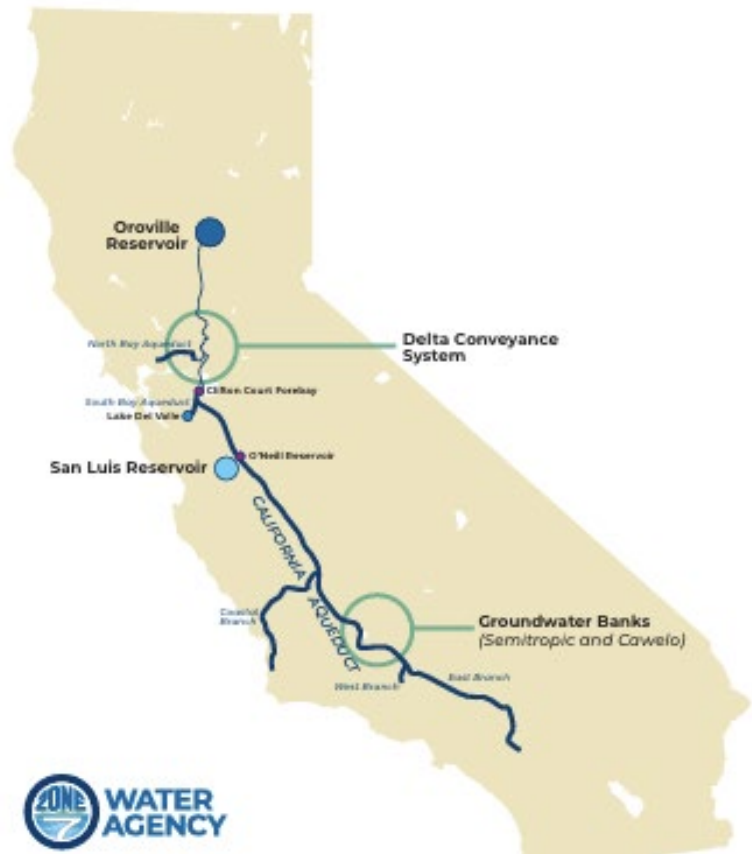 Oroville
Reservoir
North Bay Aqueduct
Delta Conveyance
System
Clifton Court Forebay
South Bay Aqueduct
Lake Del Valle
O'Neill Reservoir
San Luis Reservoir
CALIFORNIA
AQUEDUCT
Coastal
Branch
Groundwater Banks
(Semitropic and Cawelo)
West Branch
East Branch
ZONE
WATER
AGENCY